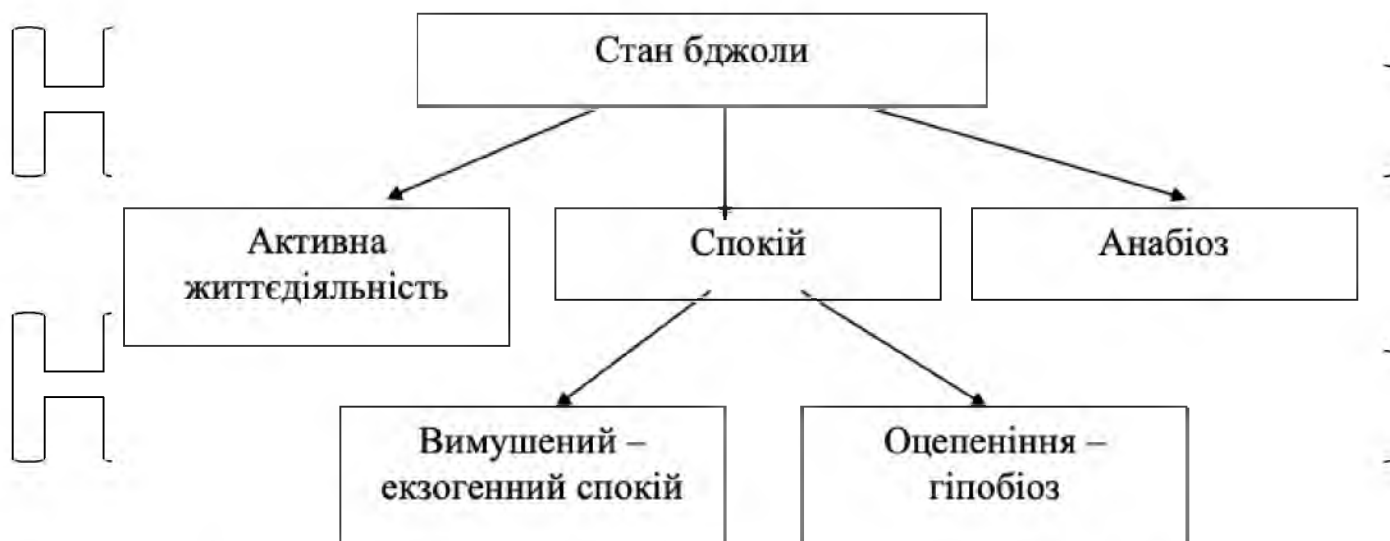 Стан бджоли
Активна
життєдіяльність
Спокій
Анабіоз
Вимушений –
екзогенний спокій
Оцепеніння –
гіпобіоз